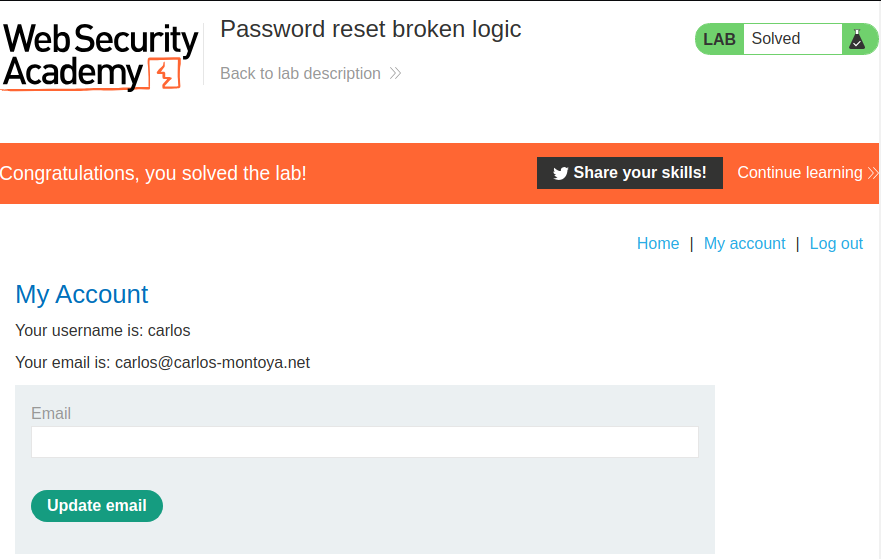 Web Security
Academy
Password reset broken logic
Back to lab description
LAB Solved
Congratulations, you solved the lab!
Share your skills!
Continue learning
Home | My account | Log out
My Account
Your username is: carlos
Your email is: carlos@carlos-montoya.net
Email
Update email